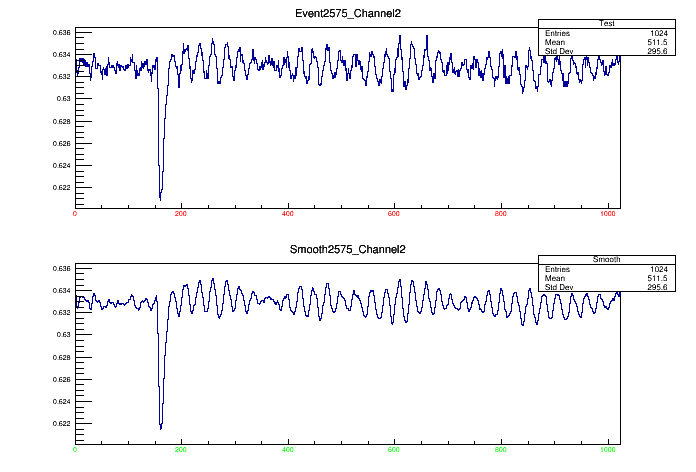 Event2575_Channel2
Test
Entries 1024
Mean 511.5
Std Dev 295.6
0.636
0.634
0.632
0.63
0.628
0.626
0.624
0.622
0 200 400 600 800 1000
Smooth2575_Channel2
Smooth
Entries 1024
Mean 511.5
Std Dev 295.6
0.636
0.634
0.632
0.63
0.628
0.626
0.624
0.622
0 200 400 600 800 1000